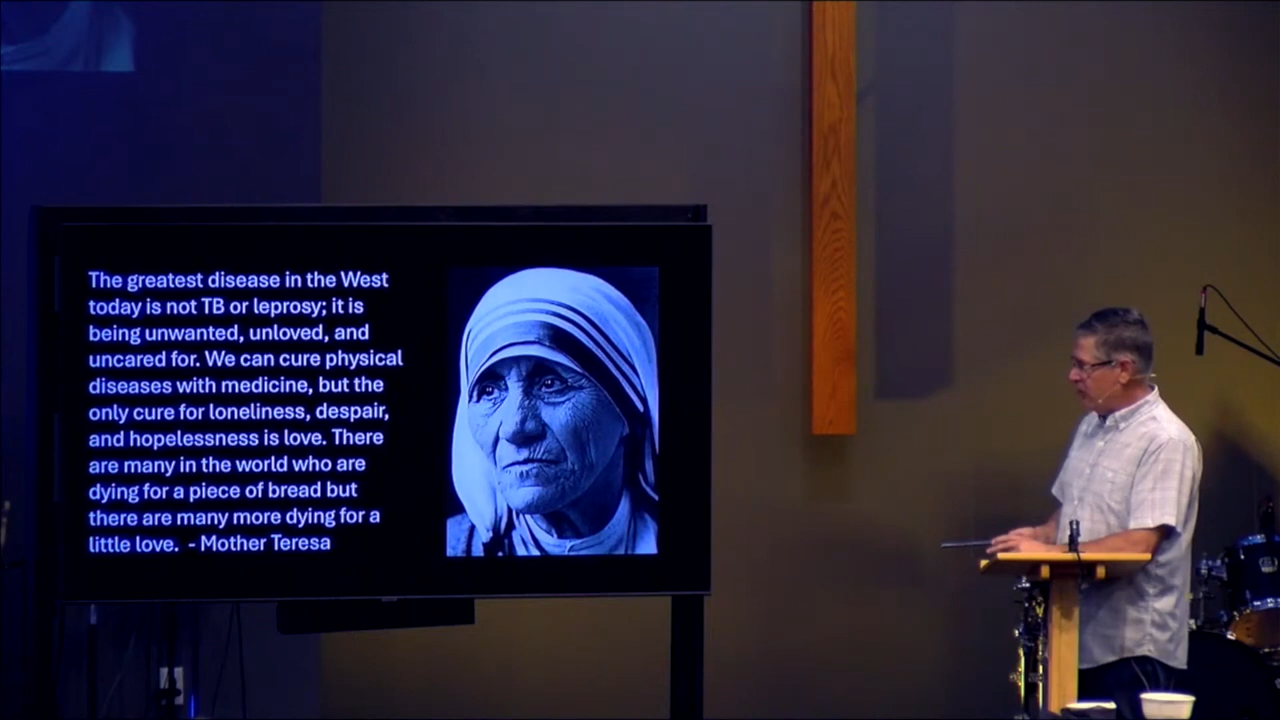 The greatest disease in the West
today is not TB or leprosy; it is
being unwanted, unloved, and
uncared for. We can cure physical
diseases with medicine, but the
only cure for loneliness, despair,
and hopelessness is love. There
are many in the world who are
dying for a piece of bread but
there are many more dying for a
little love.  - Mother Teresa